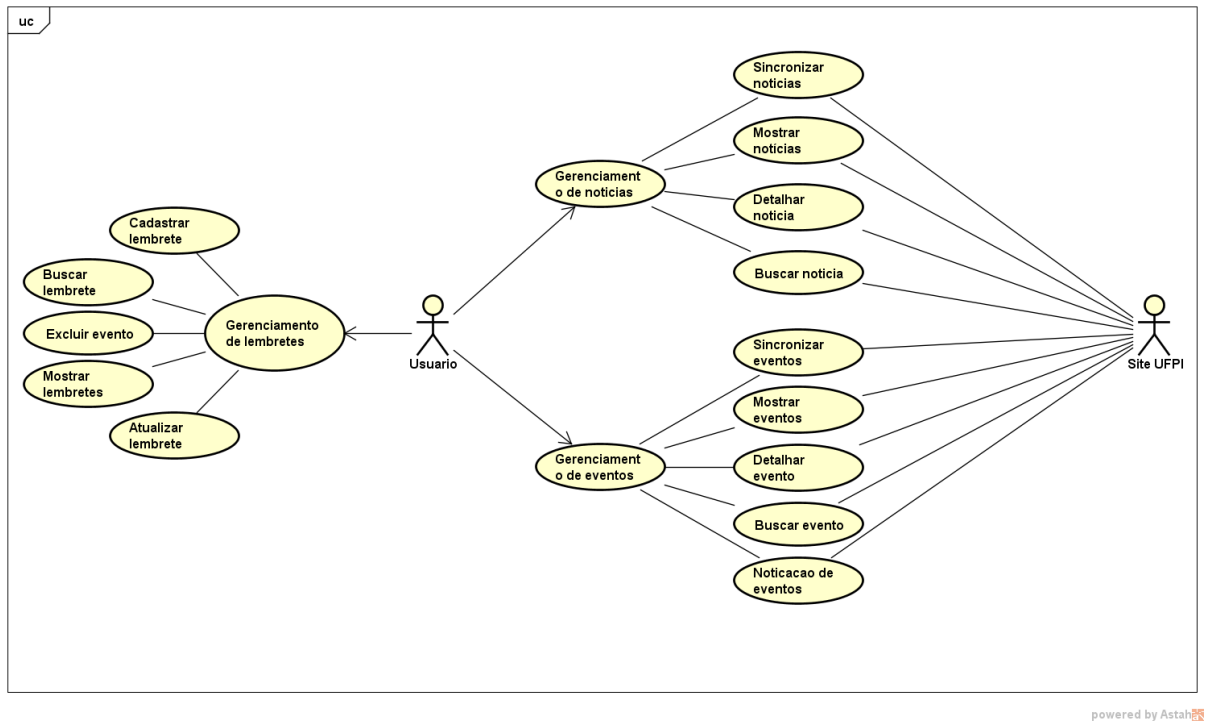 uc
Sincronizar
noticias
Mostrar
noticias
Gerenciament
o de noticias
Detalhar
noticia
Buscar noticia
Cadastrar
lembrete
Buscar
lembrete
Excluir evento
Mostrar
lembretes
Atualizar
lembrete
Gerenciamento
de lembretes
Usuario
Sincronizar
eventos
Mostrar
eventos
Gerenciament
o de eventos
Detalhar
evento
Buscar evento
Noticacao de
eventos
Site UFPI
powered by Astah